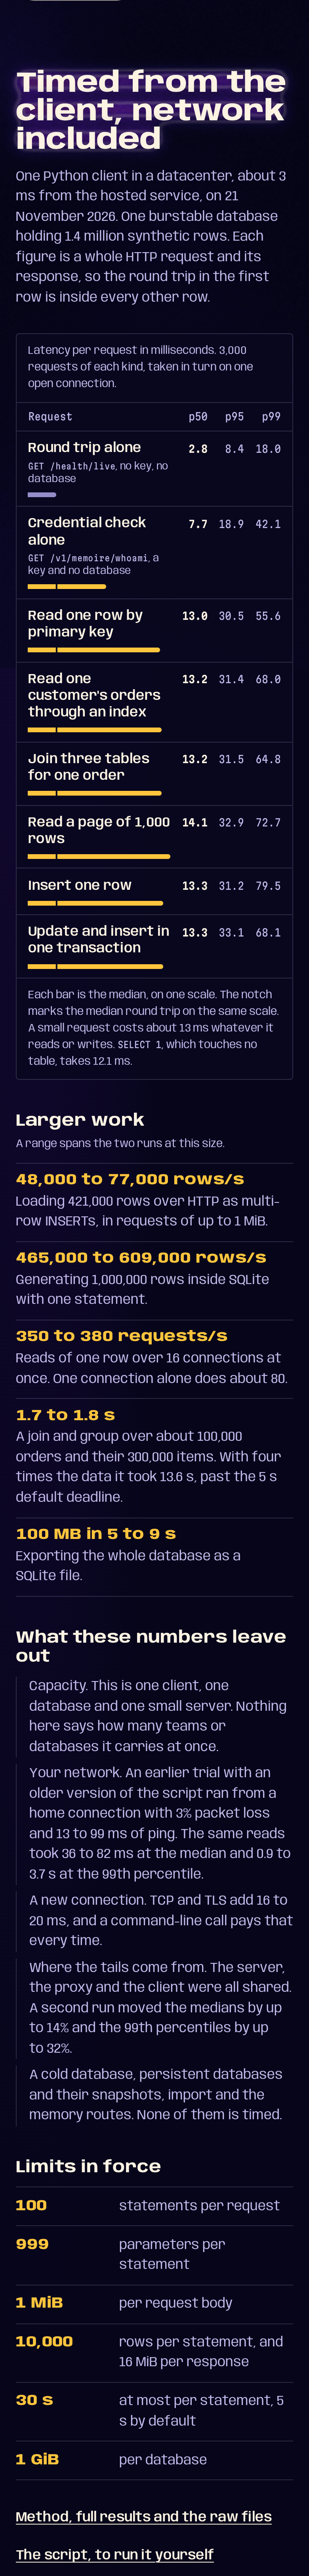 Timed from the
client, network
included
One Python client in a datacenter, about 3
ms from the hosted service, on 21
November 2026. One burstable database
holding 1.4 million synthetic rows. Each
figure is a whole HTTP request and its
response, so the round trip in the first
row is inside every other row.
Latency per request in milliseconds. 3,000
requests of each kind, taken in turn on one
open connection.
Request p50 p95 p99
Round trip alone 2.8 8.4 18.0
GET /health/live, no key, no
database
Credential check
alone 7.7 18.9 42.1
GET /v1/memoire/whoami, a
key and no database
Read one row by
primary key 13.0 30.5 55.6
Read one
customer's orders
through an index 13.2 31.4 68.0
Join three tables
for one order 13.2 31.5 64.8
Read a page of 1,000
rows 14.1 32.9 72.7
Insert one row 13.3 31.2 79.5
Update and insert in
one transaction 13.3 33.1 68.1
Each bar is the median, on one scale. The notch
marks the median round trip on the same scale.
A small request costs about 13 ms whatever it
reads or writes. SELECT 1, which touches no
table, takes 12.1 ms.
Larger work
A range spans the two runs at this size.
48,000 to 77,000 rows/s
Loading 421,000 rows over HTTP as multi-
row INSERTs, in requests of up to 1 MiB.
465,000 to 609,000 rows/s
Generating 1,000,000 rows inside SQLite
with one statement.
350 to 380 requests/s
Reads of one row over 16 connections at
once. One connection alone does about 80.
1.7 to 1.8 s
A join and group over about 100,000
orders and their 300,000 items. With four
times the data it took 13.6 s, past the 5 s
default deadline.
100 MB in 5 to 9 s
Exporting the whole database as a
SQLite file.
What these numbers leave
out
Capacity. This is one client, one
database and one small server. Nothing
here says how many teams or
databases it carries at once.
Your network. An earlier trial with an
older version of the script ran from a
home connection with 3% packet loss
and 13 to 99 ms of ping. The same reads
took 36 to 82 ms at the median and 0.9 to
3.7 s at the 99th percentile.
A new connection. TCP and TLS add 16 to
20 ms, and a command-line call pays that
every time.
Where the tails come from. The server,
the proxy and the client were all shared.
A second run moved the medians by up
to 14% and the 99th percentiles by up
to 32%.
A cold database, persistent databases
and their snapshots, import and the
memory routes. None of them is timed.
Limits in force
100 statements per request
999 parameters per
statement
1 MiB per request body
10,000 rows per statement, and
16 MiB per response
30 s at most per statement, 5
s by default
1 GiB per database
Method, full results and the raw files
The script, to run it yourself